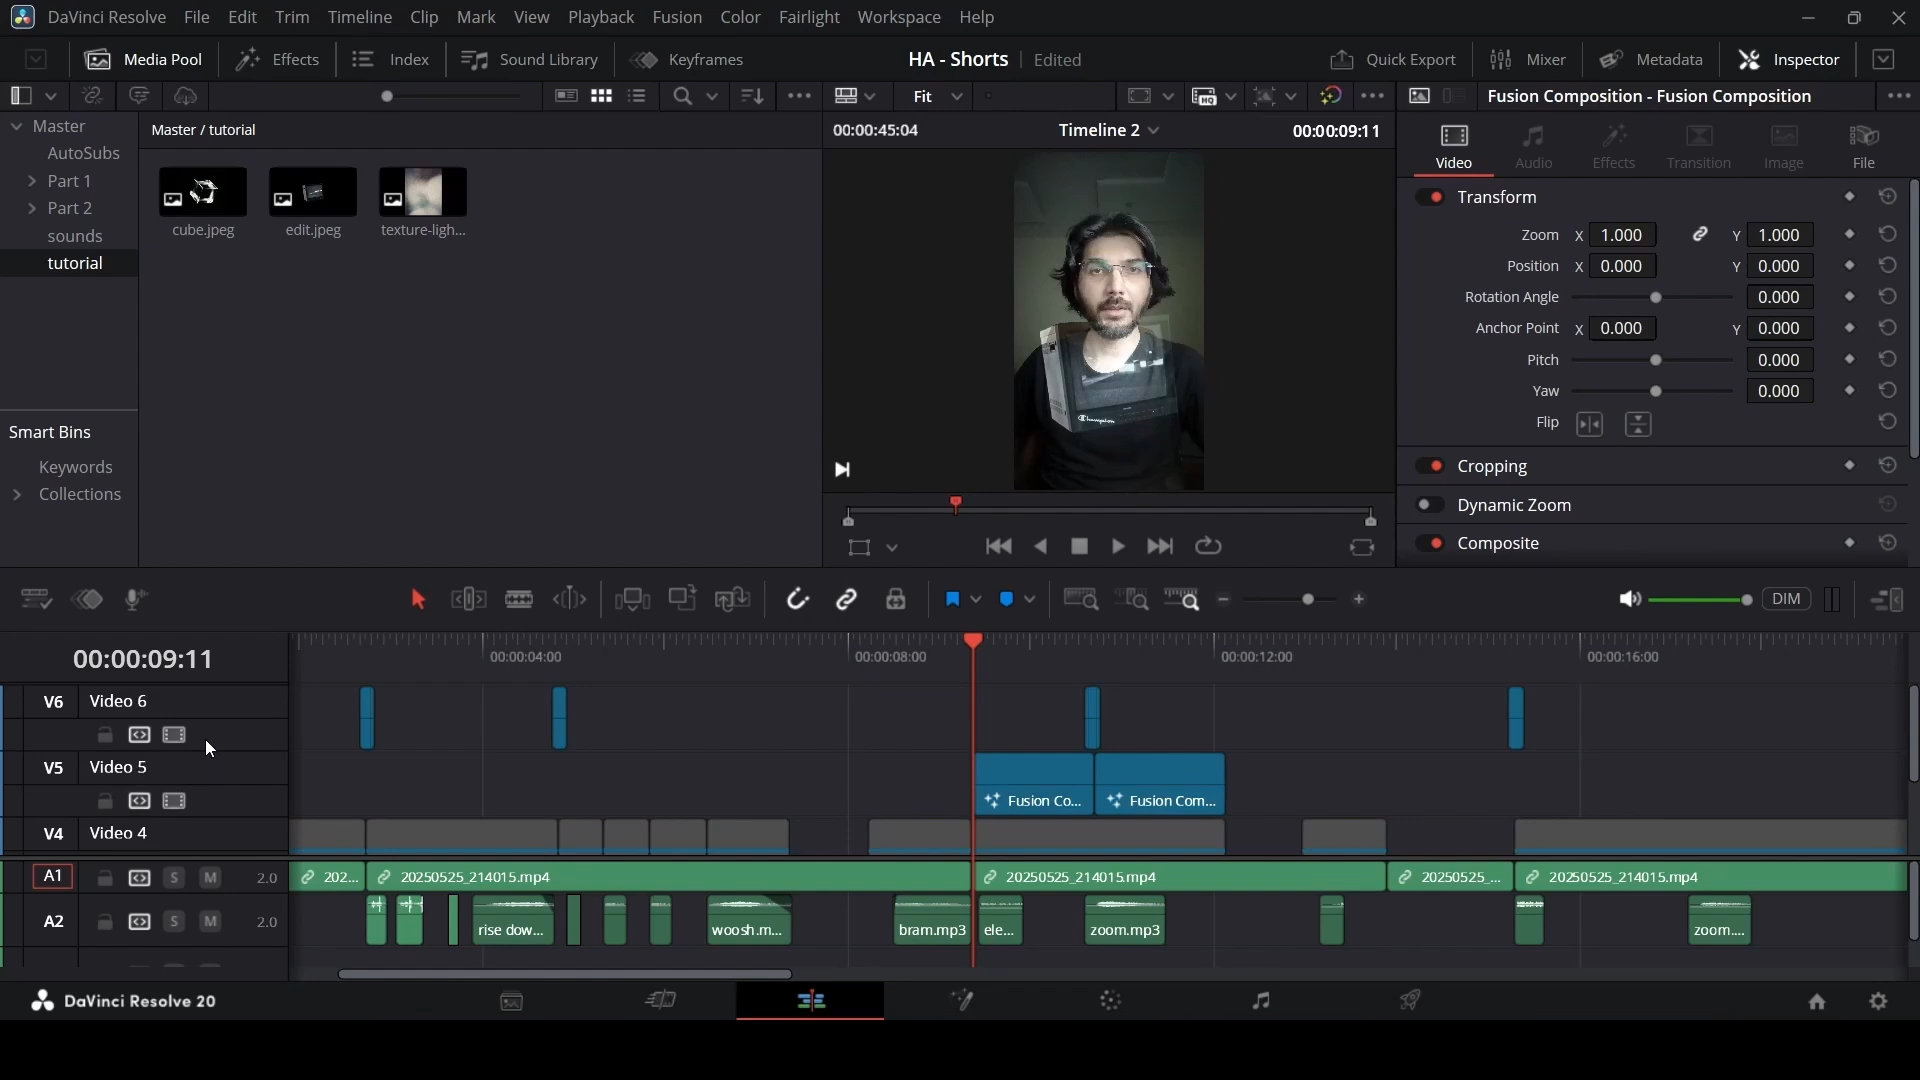 DaVinci Resolve File Edit Trim Timeline Clip Mark View Playback Fusion Color Fairlight Workspace Help
Media Pool Effects Index Sound Library Keyframes HA - Shorts Edited Quick Export Mixer Metadata Inspector
Fit HQ Fusion Composition - Fusion Composition
Master Master / tutorial 00:00:45:04 Timeline 2 00:00:09:11
AutoSubs
Part 1
Part 2
sounds
tutorial
cube.jpeg edit.jpeg texture-ligh...
Smart Bins
Keywords
Collections
Champion
Video Audio Effects Transition Image File
Transform
Zoom X 1.000 Y 1.000
Position X 0.000 Y 0.000
Rotation Angle 0.000
Anchor Point X 0.000 Y 0.000
Pitch 0.000
Yaw 0.000
Flip
Cropping
Dynamic Zoom
Composite
DIM
00:00:09:11 00:00:04:00 00:00:08:00 00:00:12:00 00:00:16:00
V6 Video 6
V5 Video 5
Fusion Co... Fusion Com...
V4 Video 4
A1 S M 2.0 202... 20250525_214015.mp4 20250525_214015.mp4 20250525_... 20250525_214015.mp4
A2 S M 2.0 rise dow... woosh.m... bram.mp3 ele... zoom.mp3 zoom....
DaVinci Resolve 20